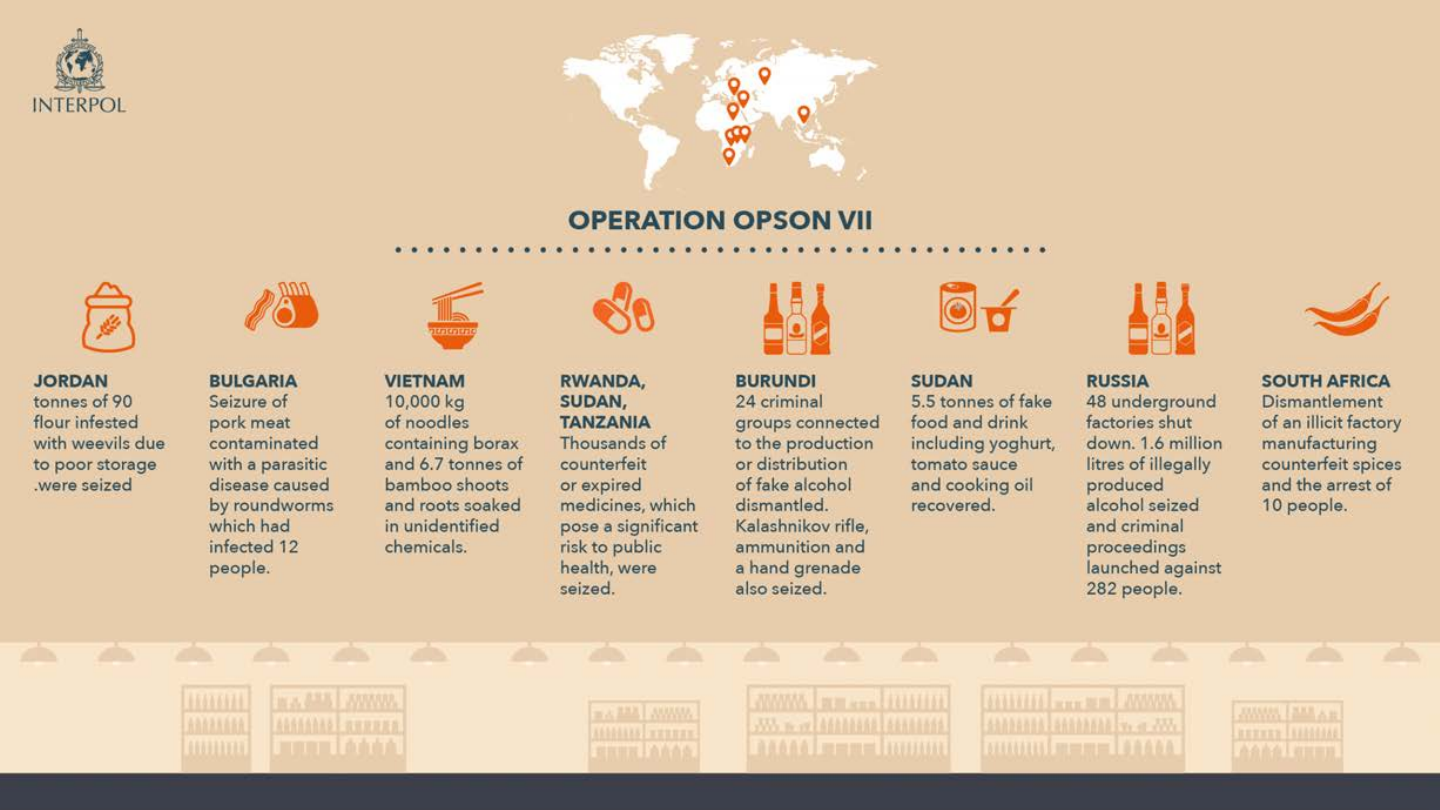 INTERPOL
OPERATION OPSON VII
JORDAN
tonnes of 90
flour infested
with weevils due
to poor storage
.were seized
BULGARIA
Seizure of
pork meat
contaminated
with a parasitic
disease caused
by roundworms
which had
infected 12
people.
VIETNAM
10,000 kg
of noodles
containing borax
and 6.7 tonnes of
bamboo shoots
and roots soaked
in unidentified
chemicals.
RWANDA,
SUDAN,
TANZANIA
Thousands of
counterfeit
or expired
medicines, which
pose a significant
risk to public
health, were
seized.
BURUNDI
24 criminal
groups connected
to the production
or distribution
of fake alcohol
dismantled.
Kalashnikov rifle,
ammunition and
a hand grenade
also seized.
SUDAN
5.5 tonnes of fake
food and drink
including yoghurt,
tomato sauce
and cooking oil
recovered.
RUSSIA
48 underground
factories shut
down. 1.6 million
litres of illegally
produced
alcohol seized
and criminal
proceedings
launched against
282 people.
SOUTH AFRICA
Dismantlement
of an illicit factory
manufacturing
counterfeit spices
and the arrest of
10 people.